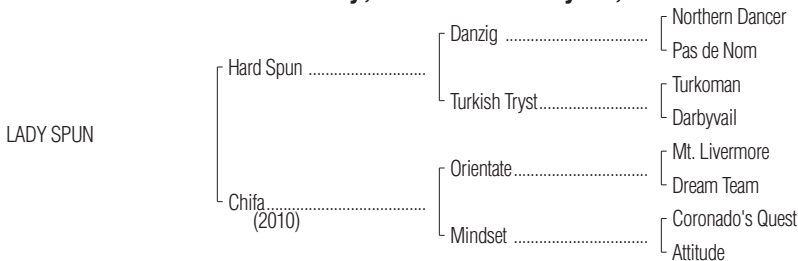 Northern Dancer
Danzig
Pas de Nom
Hard Spun
Turkoman
Turkish Tryst
Darbyvail
LADY SPUN
Mt. Livermore
Orientate
Dream Team
Chifa
(2010)
Coronado's Quest
Mindset
Attitude